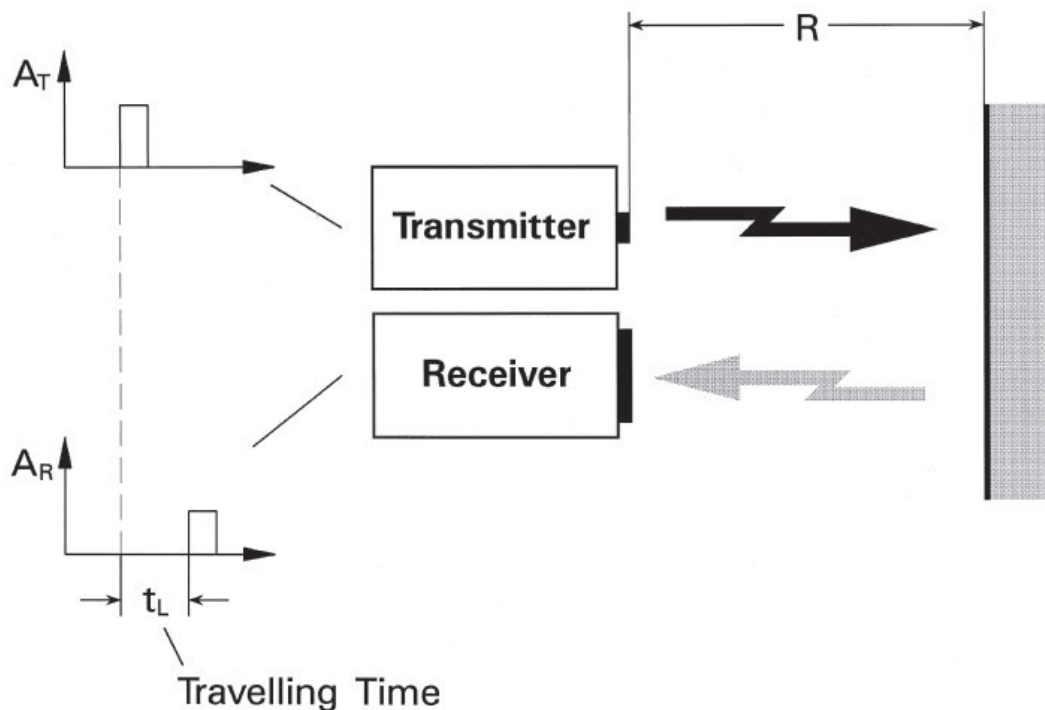 R
A_T
Transmitter
Receiver
A_R
t_L
Travelling Time